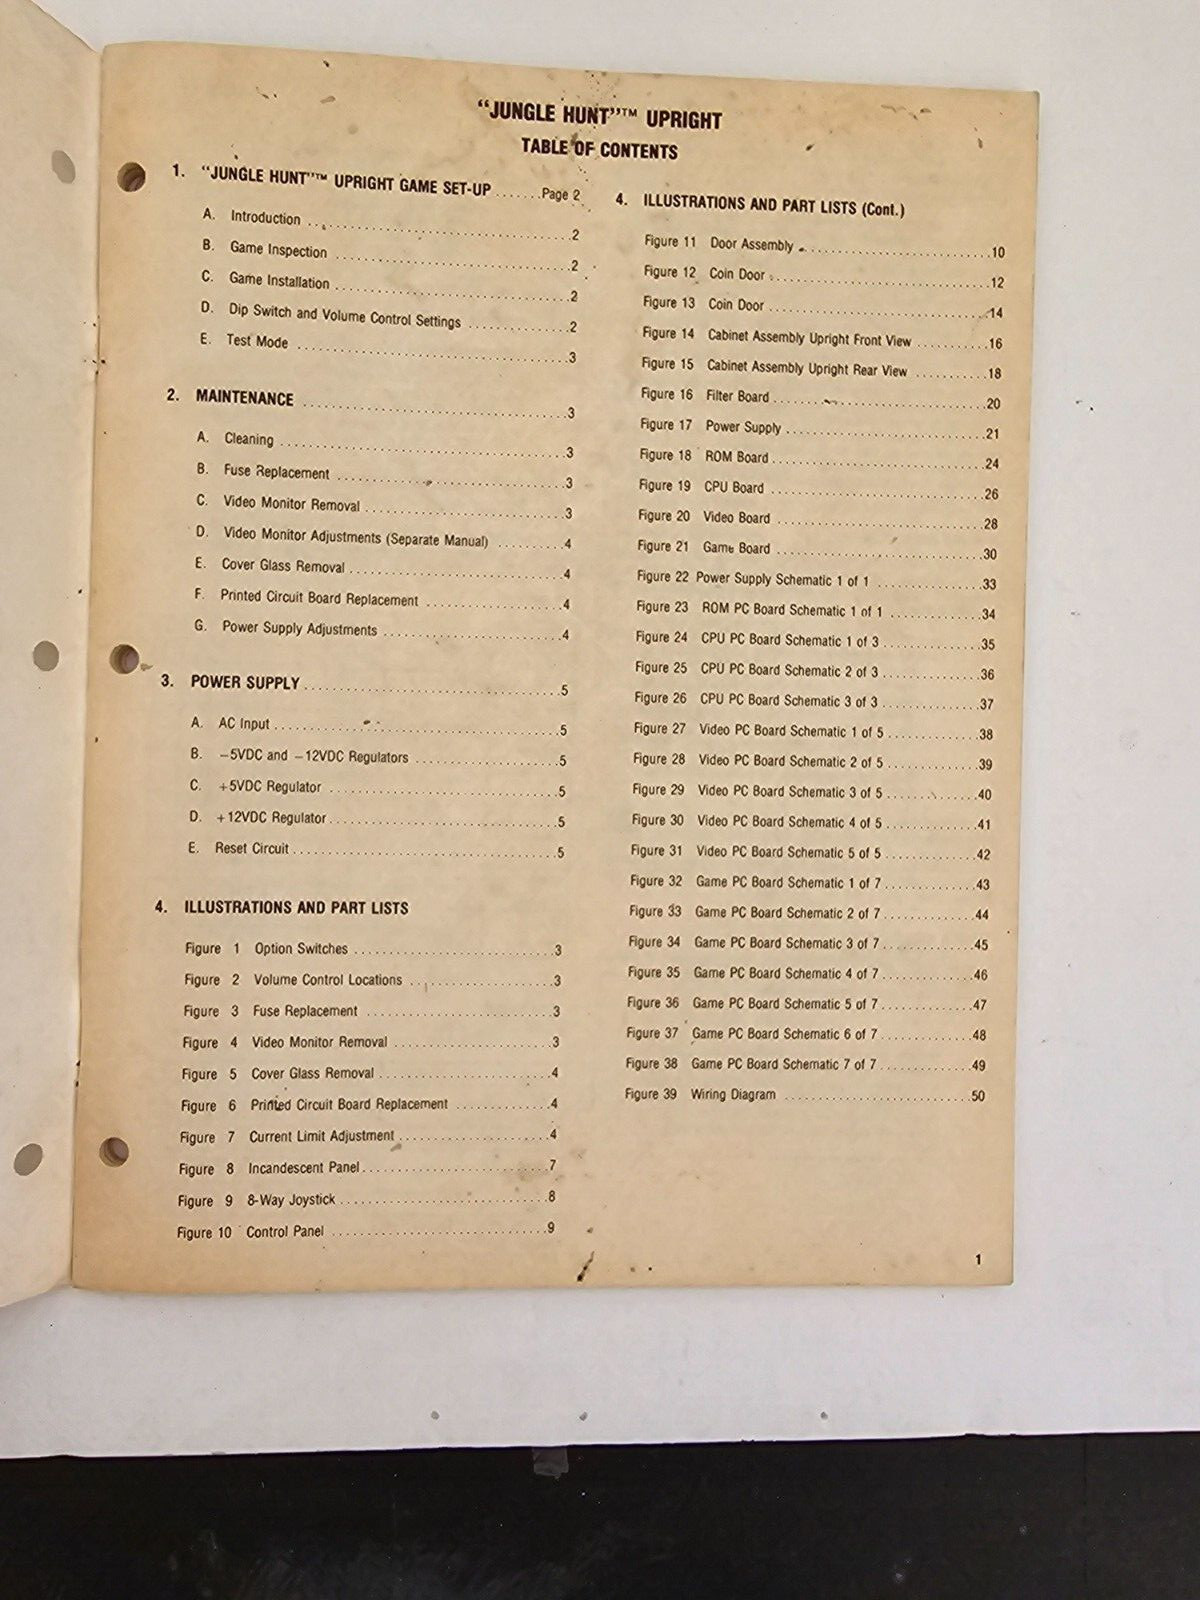 "JUNGLE HUNT"™ UPRIGHT
TABLE OF CONTENTS
1. "JUNGLE HUNT"™ UPRIGHT GAME SET-UP .......Page 2
A. Introduction ..............................2
B. Game Inspection ..............................2
C. Game Installation ..............................2
D. Dip Switch and Volume Control Settings ..............2
E. Test Mode ..............................3
2. MAINTENANCE ..............................3
A. Cleaning ..............................3
B. Fuse Replacement ..............................3
C. Video Monitor Removal ..............................3
D. Video Monitor Adjustments (Separate Manual) ..........4
E. Cover Glass Removal ..............................4
F. Printed Circuit Board Replacement ....................4
G. Power Supply Adjustments ..........................4
3. POWER SUPPLY ..............................5
A. AC Input ..............................5
B. −5VDC and −12VDC Regulators ....................5
C. +5VDC Regulator ..............................5
D. +12VDC Regulator ..............................5
E. Reset Circuit ..............................5
4. ILLUSTRATIONS AND PART LISTS
Figure 1 Option Switches ..............................3
Figure 2 Volume Control Locations ....................3
Figure 3 Fuse Replacement ..........................3
Figure 4 Video Monitor Removal ......................3
Figure 5 Cover Glass Removal ........................4
Figure 6 Printed Circuit Board Replacement ..............4
Figure 7 Current Limit Adjustment ......................4
Figure 8 Incandescent Panel ..........................7
Figure 9 8-Way Joystick ..............................8
Figure 10 Control Panel ..............................9
4. ILLUSTRATIONS AND PART LISTS (Cont.)
Figure 11 Door Assembly ..........................10
Figure 12 Coin Door ..............................12
Figure 13 Coin Door ..............................14
Figure 14 Cabinet Assembly Upright Front View ...........16
Figure 15 Cabinet Assembly Upright Rear View ...........18
Figure 16 Filter Board ..............................20
Figure 17 Power Supply ..............................21
Figure 18 ROM Board ..............................24
Figure 19 CPU Board ..............................26
Figure 20 Video Board ..............................28
Figure 21 Game Board ..............................30
Figure 22 Power Supply Schematic 1 of 1 ................33
Figure 23 ROM PC Board Schematic 1 of 1 ..............34
Figure 24 CPU PC Board Schematic 1 of 3 ...............35
Figure 25 CPU PC Board Schematic 2 of 3 ...............36
Figure 26 CPU PC Board Schematic 3 of 3 ...............37
Figure 27 Video PC Board Schematic 1 of 5 ..............38
Figure 28 Video PC Board Schematic 2 of 5 ..............39
Figure 29 Video PC Board Schematic 3 of 5 ..............40
Figure 30 Video PC Board Schematic 4 of 5 ..............41
Figure 31 Video PC Board Schematic 5 of 5 ..............42
Figure 32 Game PC Board Schematic 1 of 7 ..............43
Figure 33 Game PC Board Schematic 2 of 7 ..............44
Figure 34 Game PC Board Schematic 3 of 7 ..............45
Figure 35 Game PC Board Schematic 4 of 7 ..............46
Figure 36 Game PC Board Schematic 5 of 7 ..............47
Figure 37 Game PC Board Schematic 6 of 7 ..............48
Figure 38 Game PC Board Schematic 7 of 7 ..............49
Figure 39 Wiring Diagram ..............................50
1